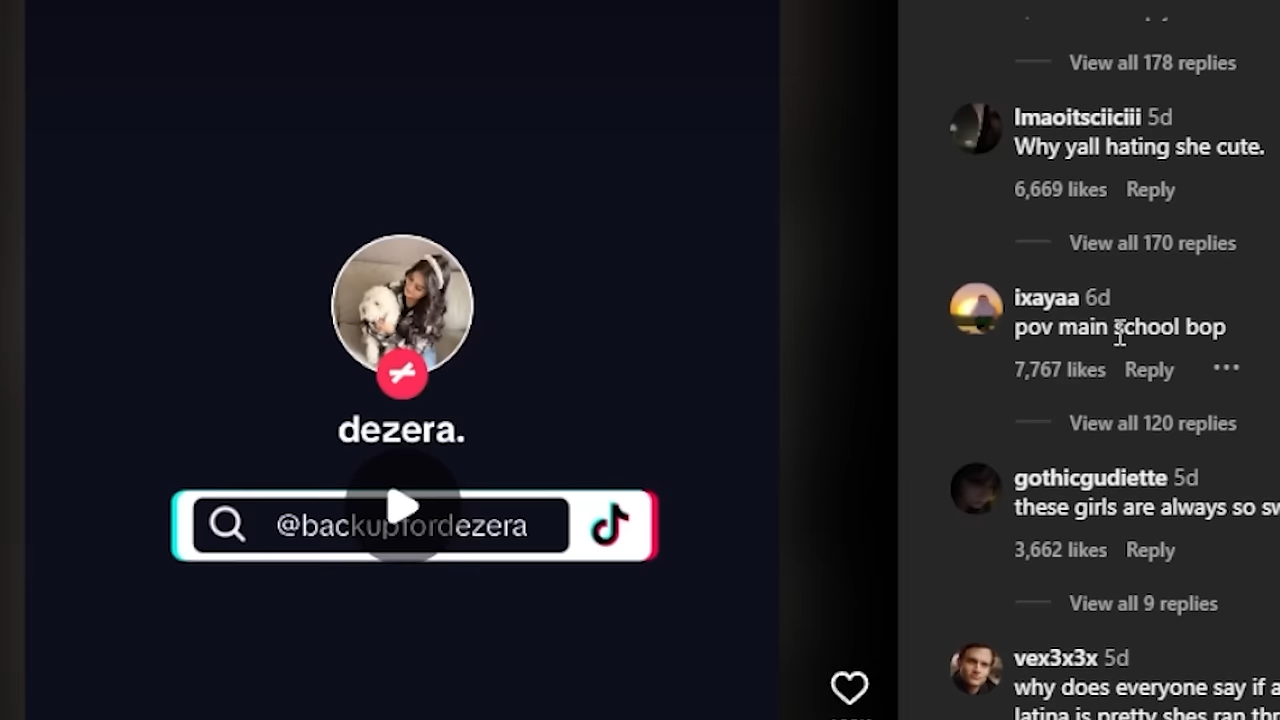 View all 178 replies
lmaoitsciiciii 5d
Why yall hating she cute.
6,669 likes Reply
View all 170 replies
ixayaa 6d
pov main school bop
7,767 likes Reply
View all 120 replies
gothicgudiette 5d
these girls are always so
3,662 likes Reply
View all 9 replies
vex3x3x 5d
why does everyone say if a
latina is pretty shes ran
dezera.
@backupfordezera